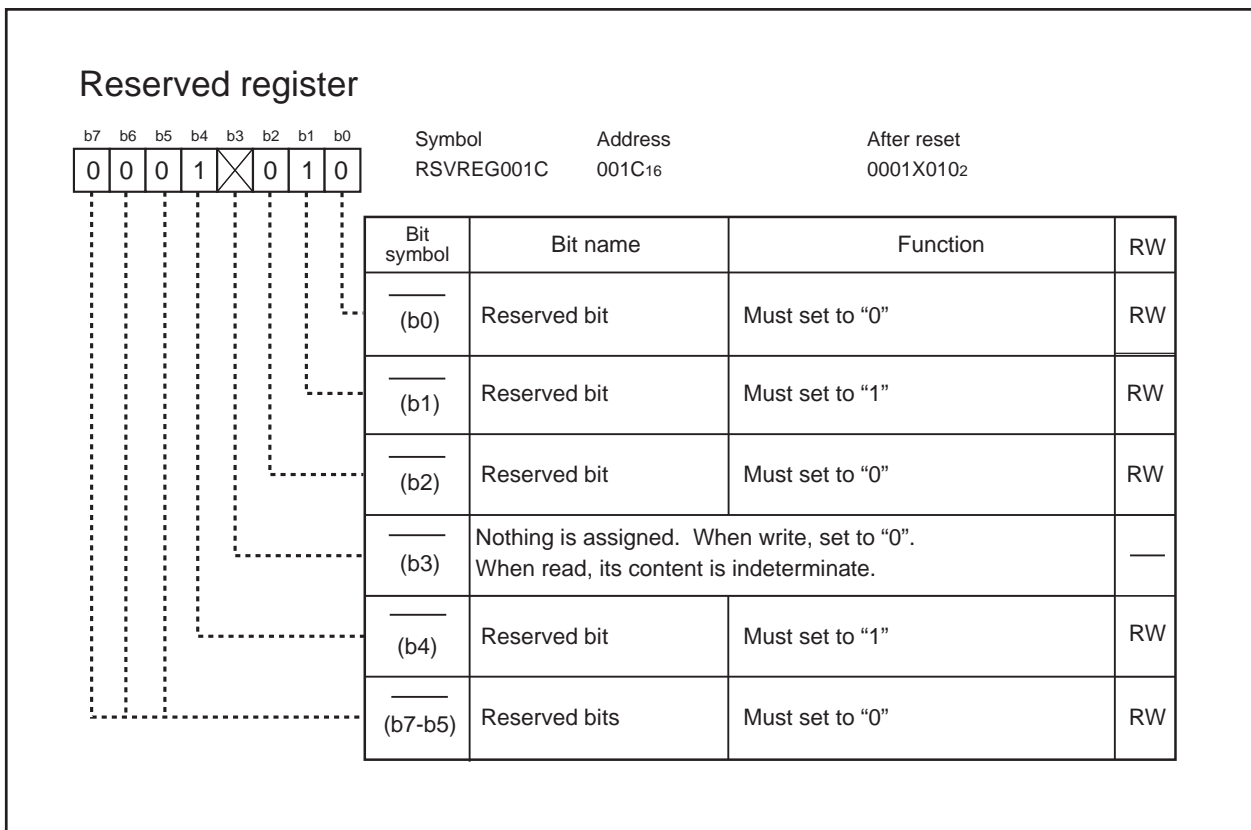 Reserved register
b7 b6 b5 b4 b3 b2 b1 b0
Symbol Address After reset
0 0 0 1 0 1 0
RSVREG001C 001C16 0001X0102
Bit symbol Bit name Function RW
(b0) Reserved bit Must set to “0” RW
(b1) Reserved bit Must set to “1” RW
(b2) Reserved bit Must set to “0” RW
(b3) Nothing is assigned. When write, set to “0”.
When read, its content is indeterminate.
(b4) Reserved bit Must set to “1” RW
(b7-b5) Reserved bits Must set to “0” RW